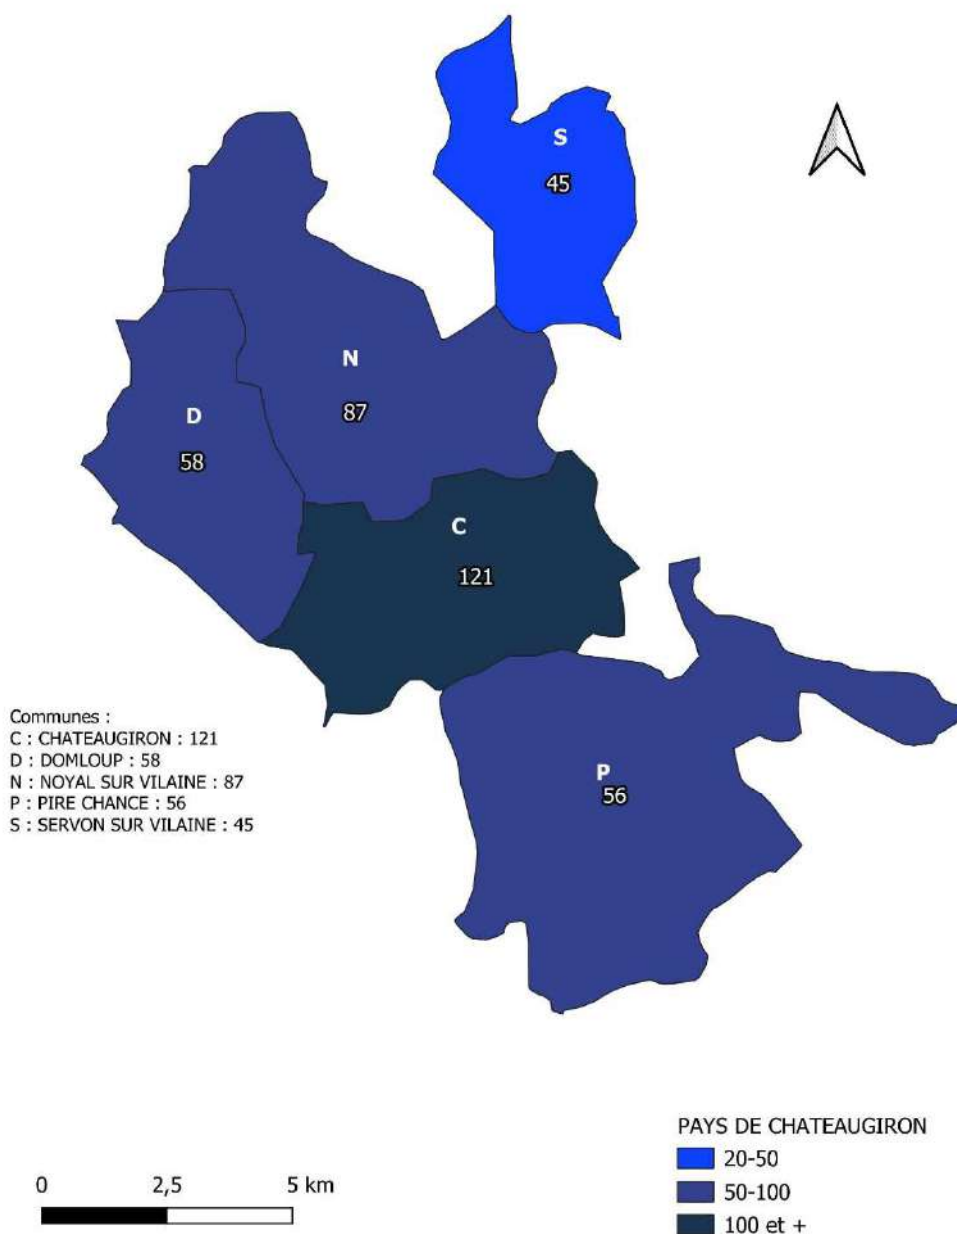 S
45
N
87
D
58
C
121
Communes :
C : CHATEAUGIRON : 121
D : DOMLOUP : 58
N : NOYAL SUR VILAINE : 87
P : PIRE CHANCE : 56
S : SERVON SUR VILAINE : 45
P
56
PAYS DE CHATEAUGIRON
20-50
50-100
100 et +
0 2,5 5 km